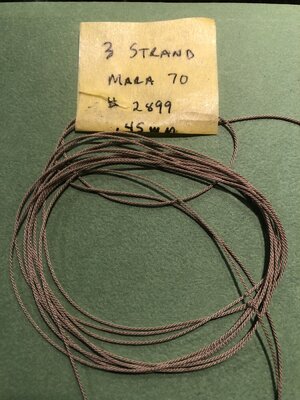 3 STRAND
MARA 70
# 2899
.45mm